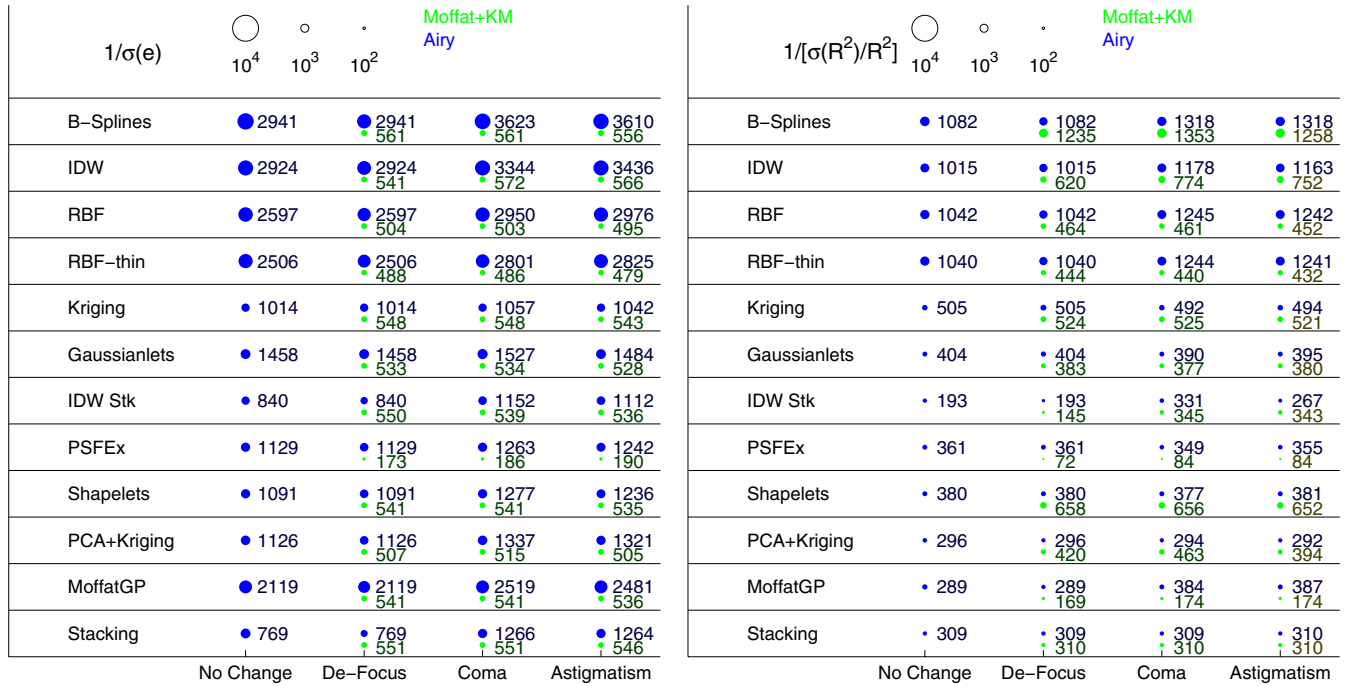 1/σ(e)
10^4 10^3 10^2
Moffat+KM
Airy
B−Splines 2941 2941 3623 3610
561 561 556
IDW 2924 2924 3344 3436
541 572 566
RBF 2597 2597 2950 2976
504 503 495
RBF−thin 2506 2506 2801 2825
488 486 479
Kriging 1014 1014 1057 1042
548 548 543
Gaussianlets 1458 1458 1527 1484
533 534 528
IDW Stk 840 840 1152 1112
550 539 536
PSFEx 1129 1129 1263 1242
173 186 190
Shapelets 1091 1091 1277 1236
541 541 535
PCA+Kriging 1126 1126 1337 1321
507 515 505
MoffatGP 2119 2119 2519 2481
541 541 536
Stacking 769 769 1266 1264
551 551 546
No Change De−Focus Coma Astigmatism
1/[σ(R^2)/R^2]
10^4 10^3 10^2
Moffat+KM
Airy
B−Splines 1082 1082 1318 1318
1235 1353 1258
IDW 1015 1015 1178 1163
620 774 752
RBF 1042 1042 1245 1242
464 461 452
RBF−thin 1040 1040 1244 1241
444 440 432
Kriging 505 505 492 494
524 525 521
Gaussianlets 404 404 390 395
383 377 380
IDW Stk 193 193 331 267
145 345 343
PSFEx 361 361 349 355
72 84 84
Shapelets 380 380 377 381
658 656 652
PCA+Kriging 296 296 294 292
420 463 394
MoffatGP 289 289 384 387
169 174 174
Stacking 309 309 309 310
310 310 310
No Change De−Focus Coma Astigmatism